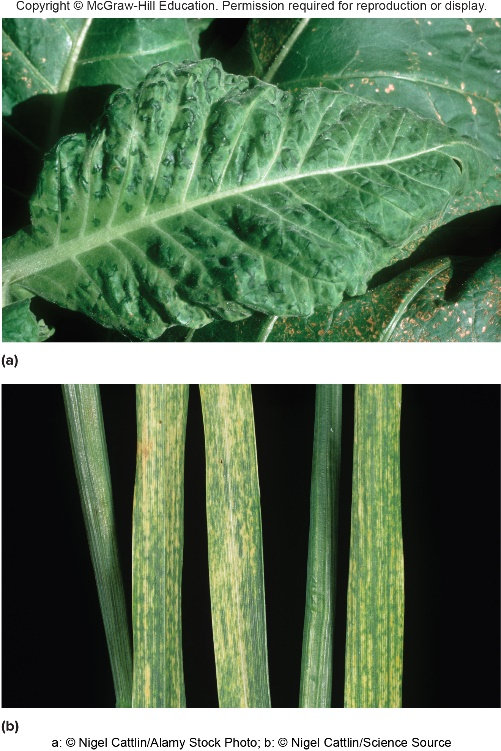 Copyright © McGraw-Hill Education. Permission required for reproduction or display.
(a)
(b)
a: © Nigel Cattlin/Alamy Stock Photo; b: © Nigel Cattlin/Science Source